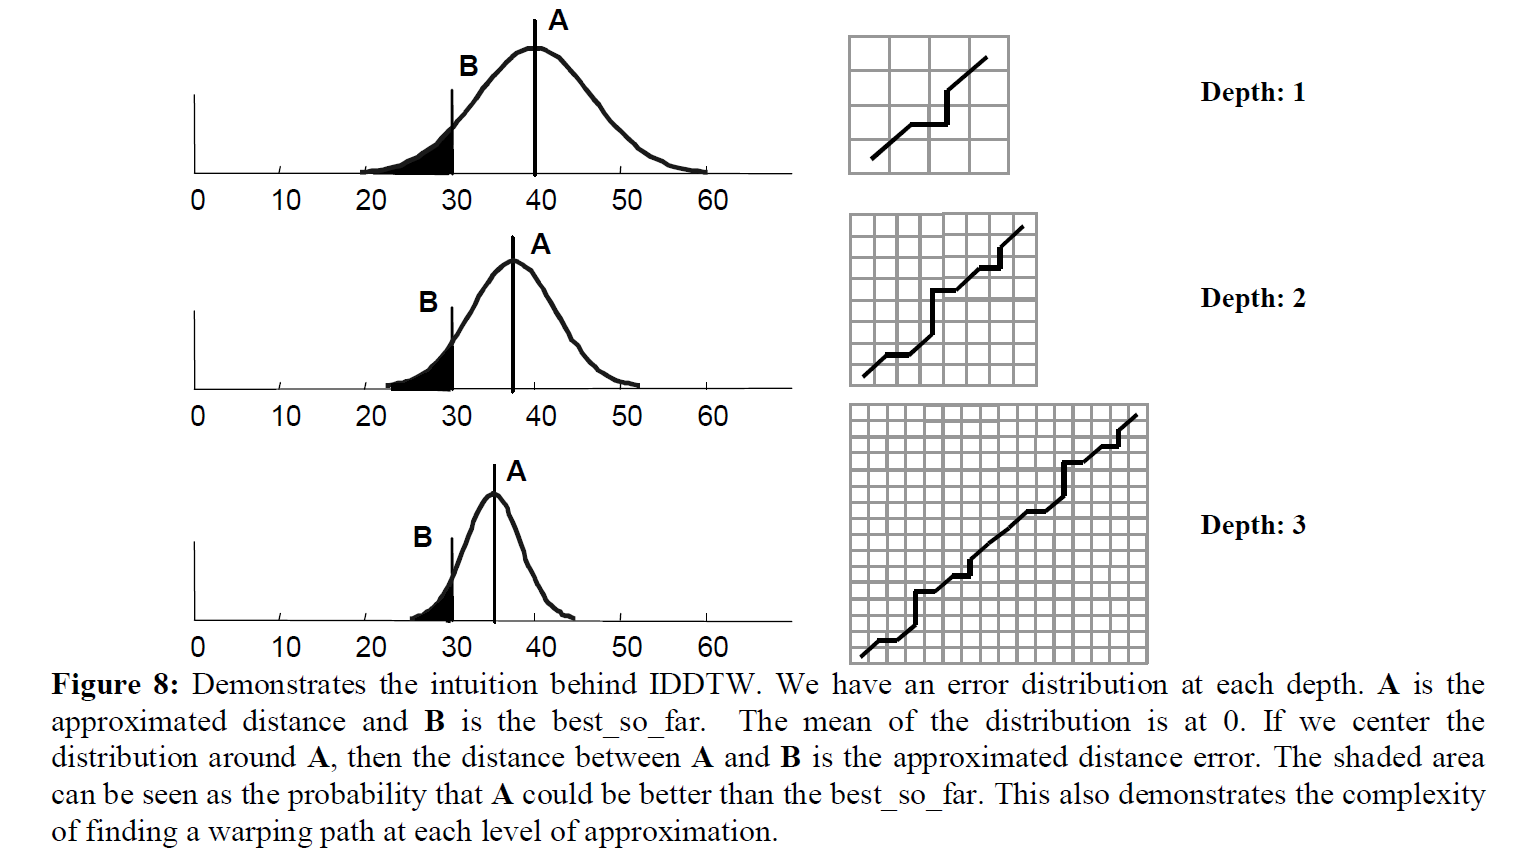 A
B
Depth: 1
0 10 20 30 40 50 60
A
B
Depth: 2
0 10 20 30 40 50 60
A
B
Depth: 3
0 10 20 30 40 50 60
Figure 8: Demonstrates the intuition behind IDDTW. We have an error distribution at each depth. A is the
approximated distance and B is the best_so_far. The mean of the distribution is at 0. If we center the
distribution around A, then the distance between A and B is the approximated distance error. The shaded area
can be seen as the probability that A could be better than the best_so_far. This also demonstrates the complexity
of finding a warping path at each level of approximation.